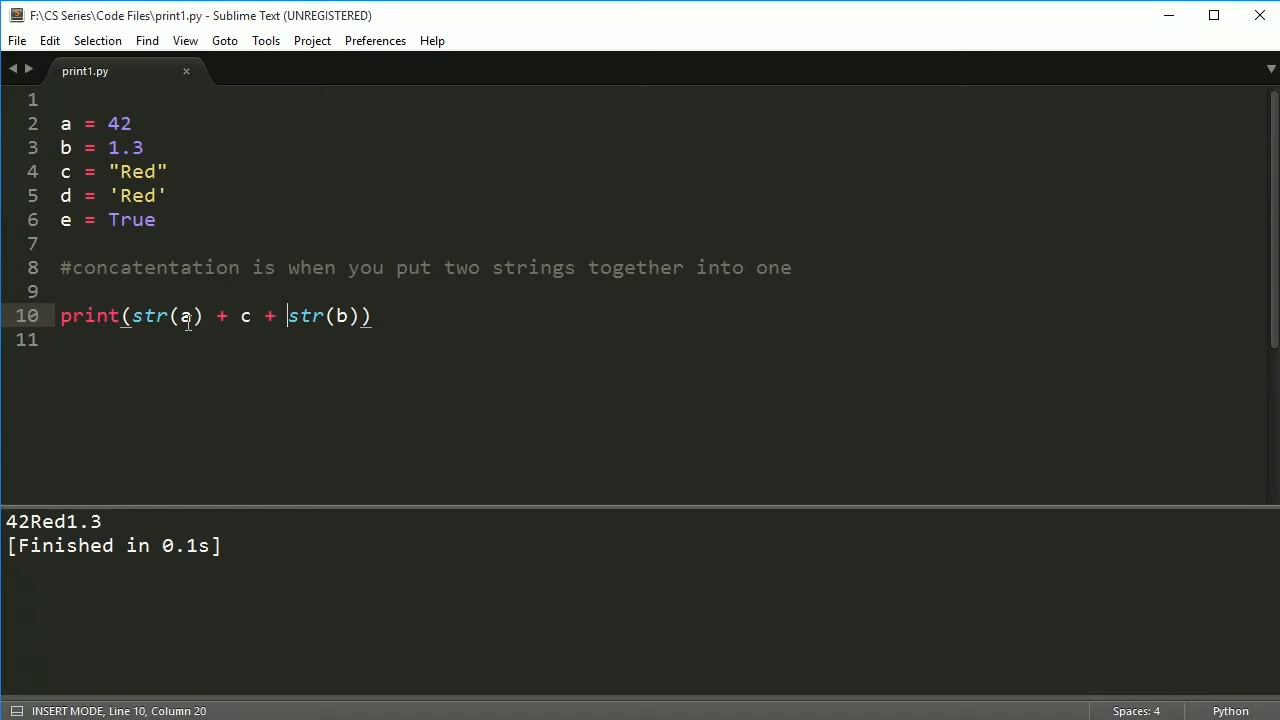 F:\CS Series\Code Files\print1.py - Sublime Text (UNREGISTERED)
File Edit Selection Find View Goto Tools Project Preferences Help
print1.py
1
2 a = 42
3 b = 1.3
4 c = "Red"
5 d = 'Red'
6 e = True
7
8 #concatentation is when you put two strings together into one
9
10 print(str(a) + c + str(b))
11
42Red1.3
[Finished in 0.1s]
INSERT MODE, Line 10, Column 20 Spaces: 4 Python